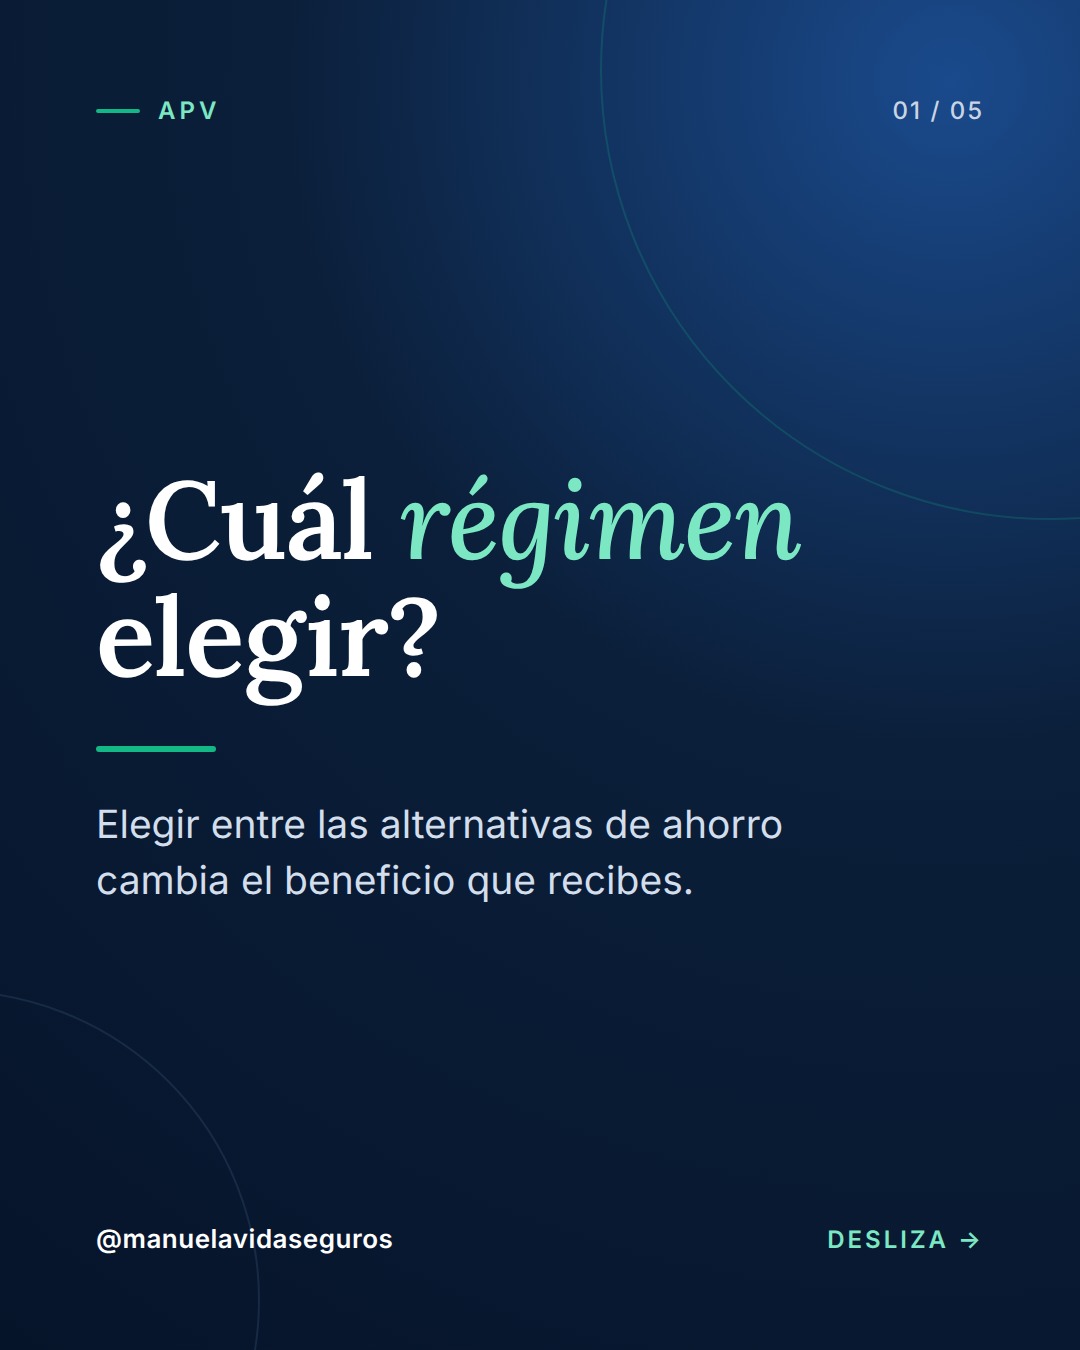 APV
01 / 05
¿Cuál régimen
elegir?
Elegir entre las alternativas de ahorro
cambia el beneficio que recibes.
@manuelavidaseguros
DESLIZA →